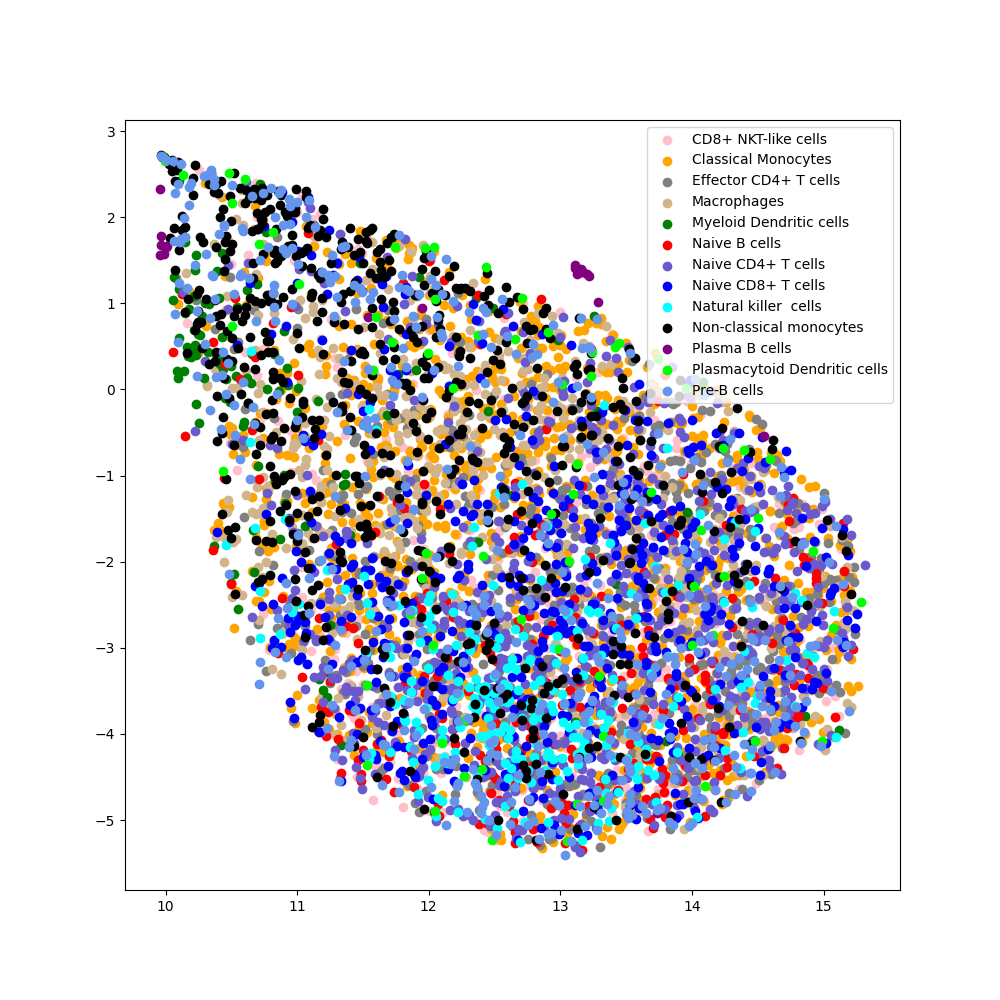 CD8+ NKT-like cells
Classical Monocytes
Effector CD4+ T cells
Macrophages
Myeloid Dendritic cells
Naive B cells
Naive CD4+ T cells
Naive CD8+ T cells
Natural killer  cells
Non-classical monocytes
Plasma B cells
Plasmacytoid Dendritic cells
Pre-B cells
3
2
1
0
−1
−2
−3
−4
−5
10 11 12 13 14 15